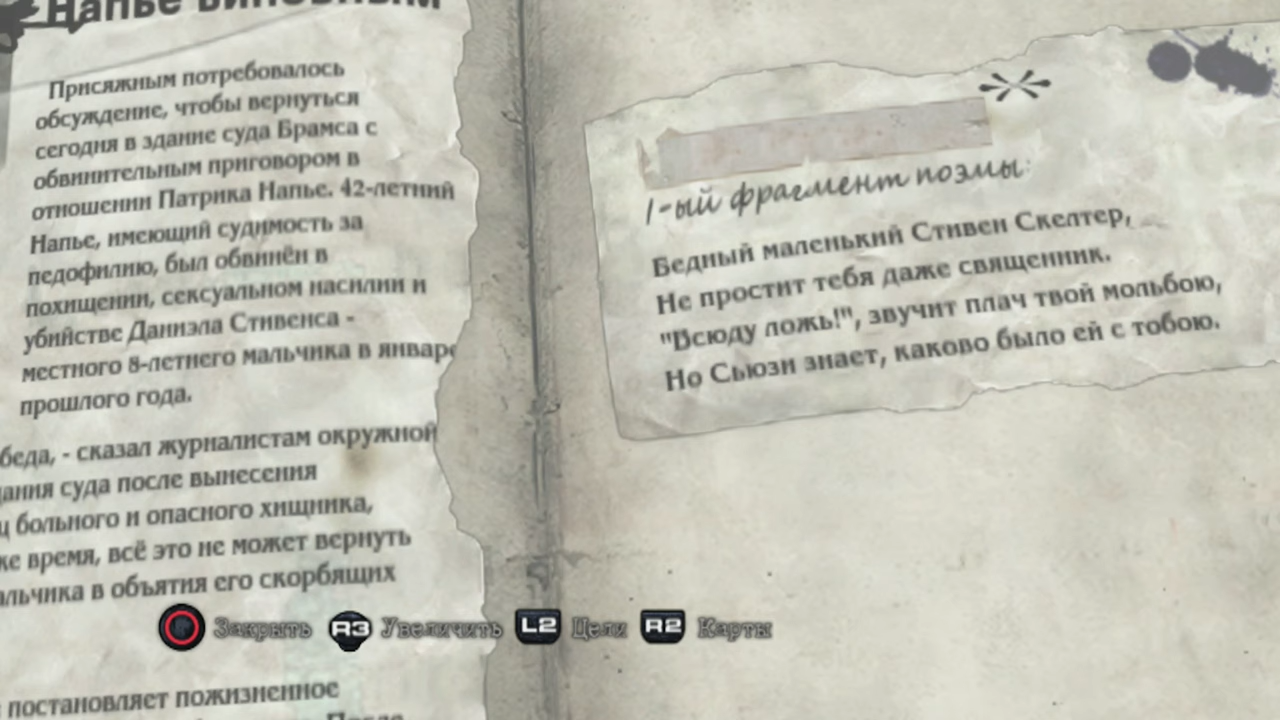 Напье виновным
Присяжным потребовалось
обсуждение, чтобы вернуться
сегодня в здание суда Брамса с
обвинительным приговором в
отношении Патрика Напье. 42-летний
Напье, имеющий судимость за
педофилию, был обвинён в
похищении, сексуальном насилии и
убийстве Даниэла Стивенса -
местного 8-летнего мальчика в январе
прошлого года.
беда, - сказал журналистам окружной
дания суда после вынесения
больного и опасного хищника,
же время, всё это не может вернуть
альчика в объятия его скорбящих
постановляет пожизненное
1-ый фрагмент поэмы:
Бедный маленький Стивен Скелтер,
Не простит тебя даже священник.
"Всюду ложь!", звучит плач твой мольбою,
Но Сьюзи знает, каково было ей с тобою.
Закрыть R3 Увеличить L2 Цели R2 Карты